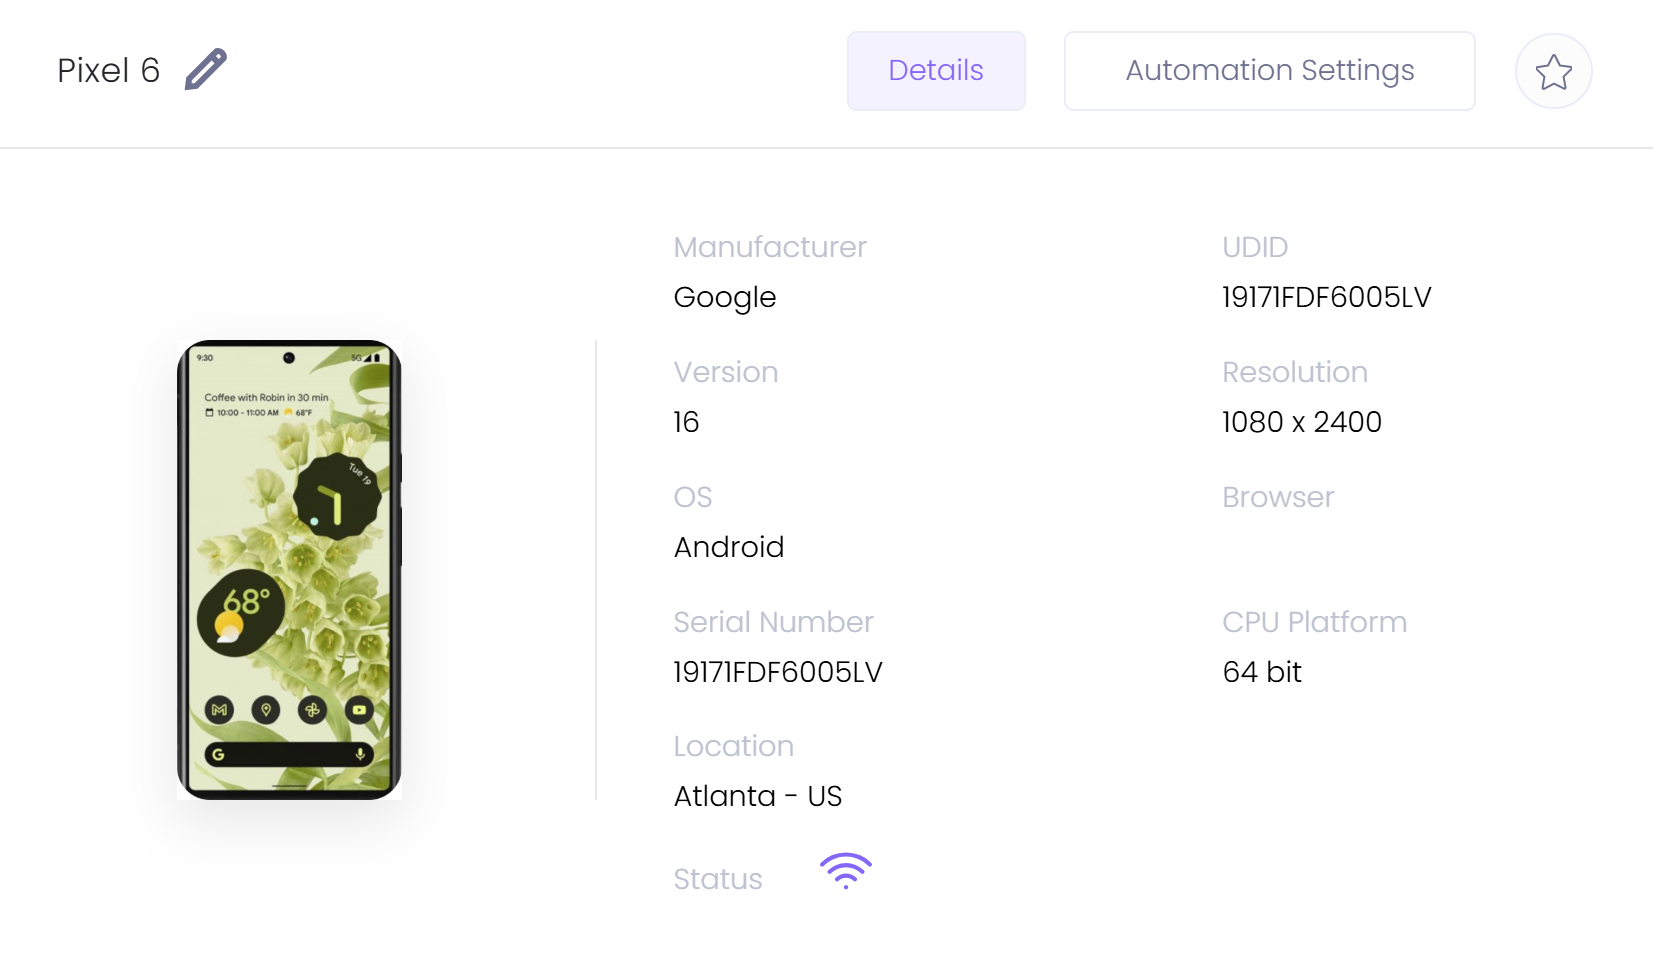 Pixel 6
Details
Automation Settings
Manufacturer
Google
UDID
19171FDF6005LV
Version
16
Resolution
1080 x 2400
OS
Android
Browser
Serial Number
19171FDF6005LV
CPU Platform
64 bit
Location
Atlanta - US
Status
9:30
5G
Coffee with Robin in 30 min
10:00 - 11:00 AM 68°F
Tue 19
68°
G